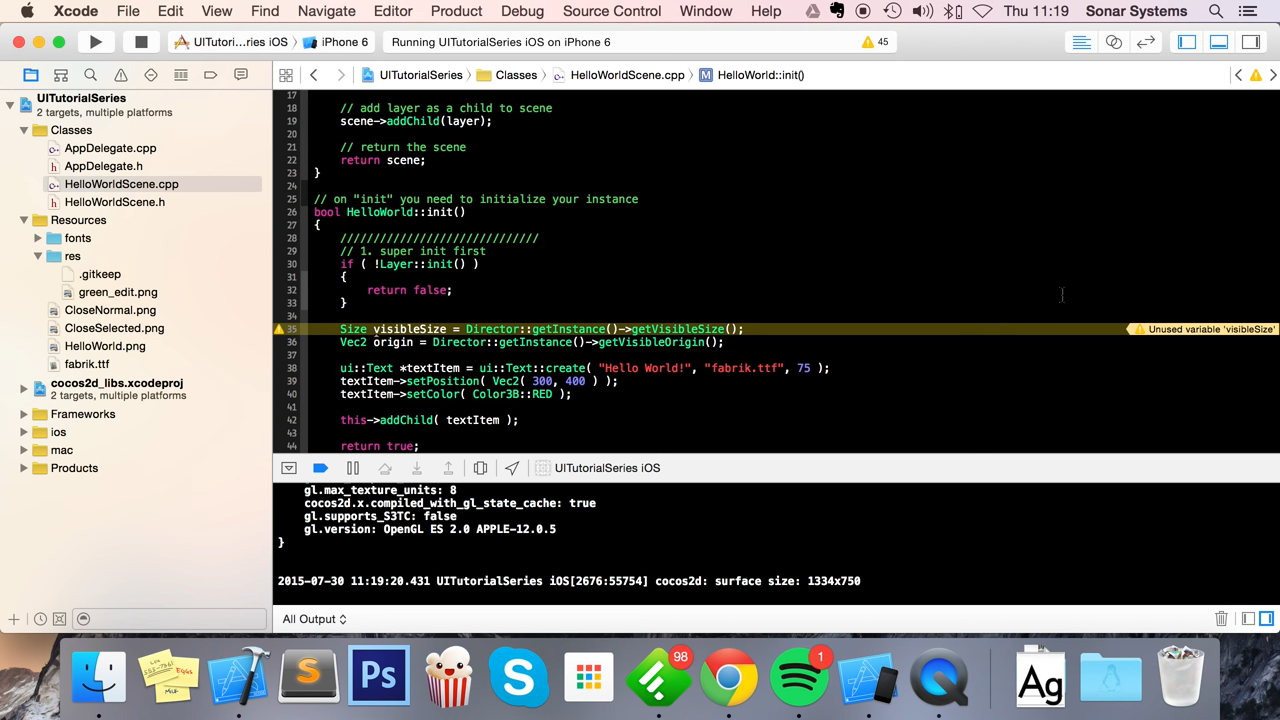 Xcode File Edit View Find Navigate Editor Product Debug Source Control Window Help Thu 11:19 Sonar Systems
UITutori...ries iOS iPhone 6 Running UITutorialSeries iOS on iPhone 6 45
UITutorialSeries Classes HelloWorldScene.cpp M HelloWorld::init()
UITutorialSeries
2 targets, multiple platforms
Classes
AppDelegate.cpp
h AppDelegate.h
HelloWorldScene.cpp
h HelloWorldScene.h
Resources
fonts
res
.gitkeep
green_edit.png
CloseNormal.png
CloseSelected.png
HelloWorld.png
fabrik.ttf
cocos2d_libs.xcodeproj
2 targets, multiple platforms
Frameworks
ios
mac
Products
17
18 // add layer as a child to scene
19 scene->addChild(layer);
20
21 // return the scene
22 return scene;
23 }
24
25 // on "init" you need to initialize your instance
26 bool HelloWorld::init()
27 {
28 //////////////////////////////
29 // 1. super init first
30 if ( !Layer::init() )
31 {
32 return false;
33 }
34
35 Size visibleSize = Director::getInstance()->getVisibleSize(); Unused variable 'visibleSize'
36 Vec2 origin = Director::getInstance()->getVisibleOrigin();
37
38 ui::Text *textItem = ui::Text::create( "Hello World!", "fabrik.ttf", 75 );
39 textItem->setPosition( Vec2( 300, 400 ) );
40 textItem->setColor( Color3B::RED );
41
42 this->addChild( textItem );
43
44 return true;
UITutorialSeries iOS
gl.max_texture_units: 8
cocos2d.x.compiled_with_gl_state_cache: true
gl.supports_S3TC: false
gl.version: OpenGL ES 2.0 APPLE-12.0.5
}
2015-07-30 11:19:20.431 UITutorialSeries iOS[2676:55754] cocos2d: surface size: 1334x750
All Output
EGGS
MILK
S
Ps
S
98
1
Ag